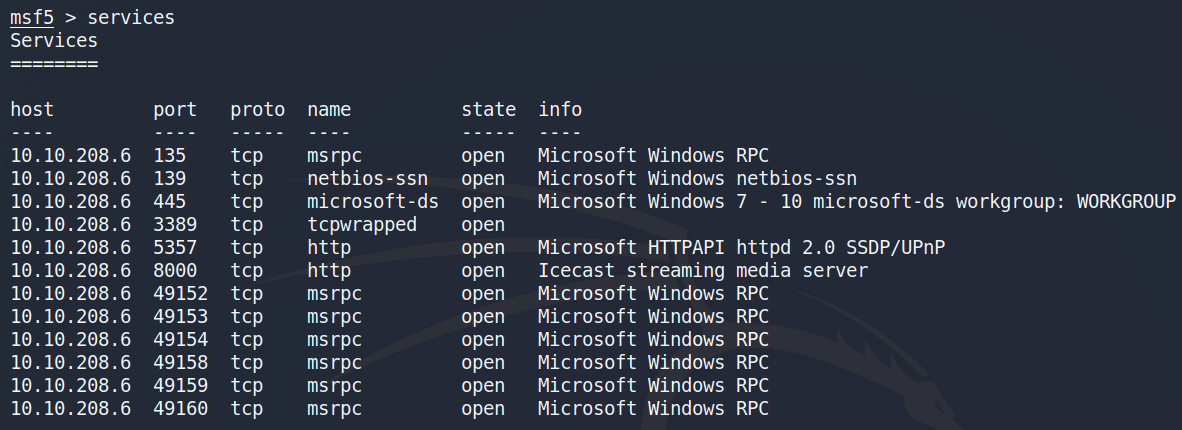 msf5 > services
Services
========

host         port   proto  name          state  info
----         ----   -----  ----          -----  ----
10.10.208.6  135    tcp    msrpc         open   Microsoft Windows RPC
10.10.208.6  139    tcp    netbios-ssn   open   Microsoft Windows netbios-ssn
10.10.208.6  445    tcp    microsoft-ds  open   Microsoft Windows 7 - 10 microsoft-ds workgroup: WORKGROUP
10.10.208.6  3389   tcp    tcpwrapped    open
10.10.208.6  5357   tcp    http          open   Microsoft HTTPAPI httpd 2.0 SSDP/UPnP
10.10.208.6  8000   tcp    http          open   Icecast streaming media server
10.10.208.6  49152  tcp    msrpc         open   Microsoft Windows RPC
10.10.208.6  49153  tcp    msrpc         open   Microsoft Windows RPC
10.10.208.6  49154  tcp    msrpc         open   Microsoft Windows RPC
10.10.208.6  49158  tcp    msrpc         open   Microsoft Windows RPC
10.10.208.6  49159  tcp    msrpc         open   Microsoft Windows RPC
10.10.208.6  49160  tcp    msrpc         open   Microsoft Windows RPC